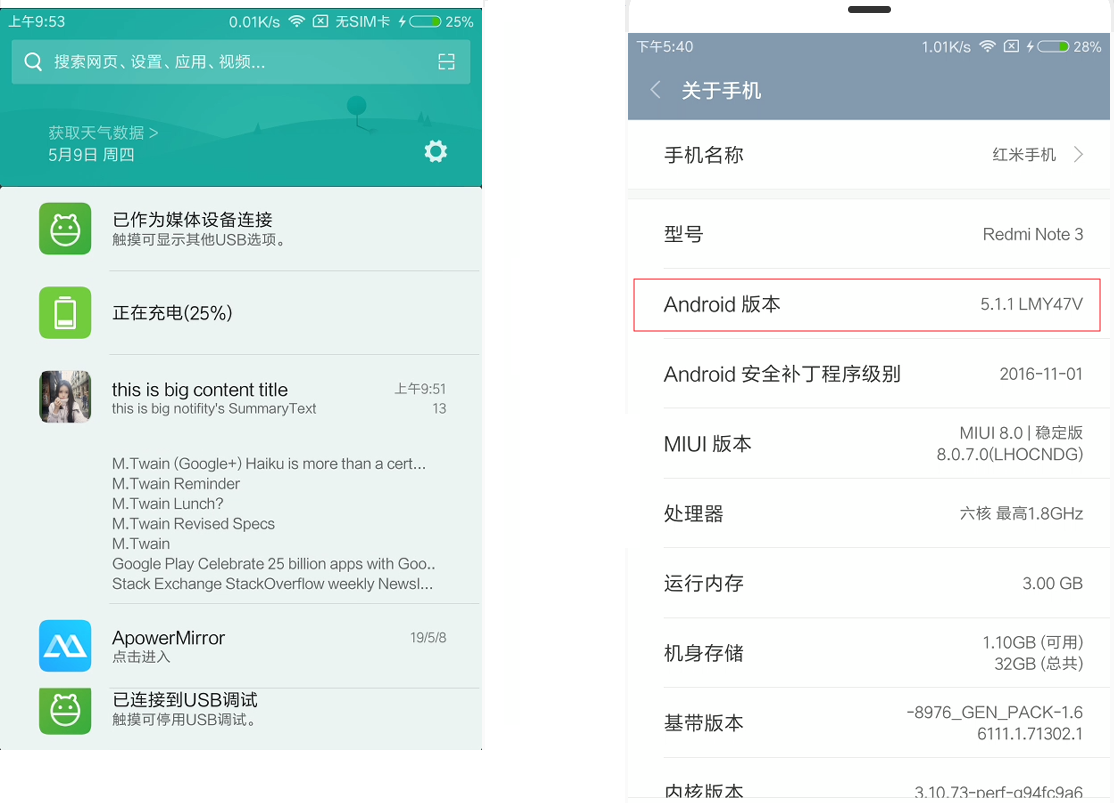 上午9:53
0.01K/s 无SIM卡 25%
搜索网页、设置、应用、视频...
获取天气数据 >
5月9日 周四
已作为媒体设备连接
触摸可显示其他USB选项。
正在充电(25%)
this is big content title 上午9:51
this is big notifity's SummaryText 13
M.Twain (Google+) Haiku is more than a cert...
M.Twain Reminder
M.Twain Lunch?
M.Twain Revised Specs
M.Twain
Google Play Celebrate 25 billion apps with Goo..
Stack Exchange StackOverflow weekly Newsl...
ApowerMirror 19/5/8
点击进入
已连接到USB调试
触摸可停用USB调试。
下午5:40 1.01K/s 28%
关于手机
手机名称 红米手机
型号 Redmi Note 3
Android 版本 5.1.1 LMY47V
Android 安全补丁程序级别 2016-11-01
MIUI 版本 MIUI 8.0 | 稳定版
8.0.7.0(LHOCNDG)
处理器 六核 最高1.8GHz
运行内存 3.00 GB
机身存储 1.10GB (可用)
32GB (总共)
基带版本 -8976_GEN_PACK-1.6
6111.1.71302.1
内核版本 3.10.73-perf-g94fc9a6